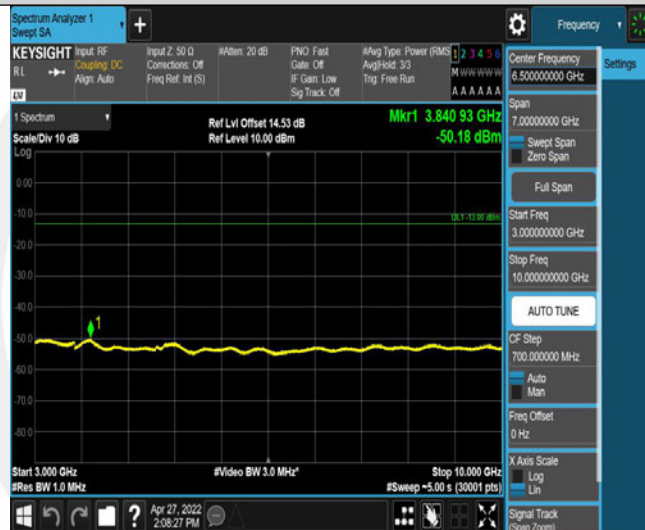 Spectrum Analyzer 1
Swept SA
+
Frequency
KEYSIGHT
RL
LXI
Input: RF
Coupling: DC
Align: Auto
Input Z: 50 Ω
Corrections: Off
Freq Ref: Int (S)
#Atten: 20 dB
PNO: Fast
Gate: Off
IF Gain: Low
Sig Track: Off
#Avg Type: Power (RMS
Avg|Hold: 3/3
Trig: Free Run
1 2 3 4 5 6
M W W W W W
A A A A A A
1 Spectrum
Scale/Div 10 dB
Log
Ref Lvl Offset 14.53 dB
Ref Level 10.00 dBm
Mkr1 3.840 93 GHz
-50.18 dBm
0.00
-10.0
-20.0
-30.0
-40.0
-50.0
-60.0
-70.0
-80.0
DL1 -13.00 dBm
1
Start 3.000 GHz
#Res BW 1.0 MHz
#Video BW 3.0 MHz*
Stop 10.000 GHz
#Sweep ~5.00 s (30001 pts)
Center Frequency
6.500000000 GHz
Settings
Span
7.00000000 GHz
Swept Span
Zero Span
Full Span
Start Freq
3.000000000 GHz
Stop Freq
10.000000000 GHz
AUTO TUNE
CF Step
700.000000 MHz
Auto
Man
Freq Offset
0 Hz
X Axis Scale
Log
Lin
Signal Track
(Span Zoom)
?
Apr 27, 2022
2:08:27 PM